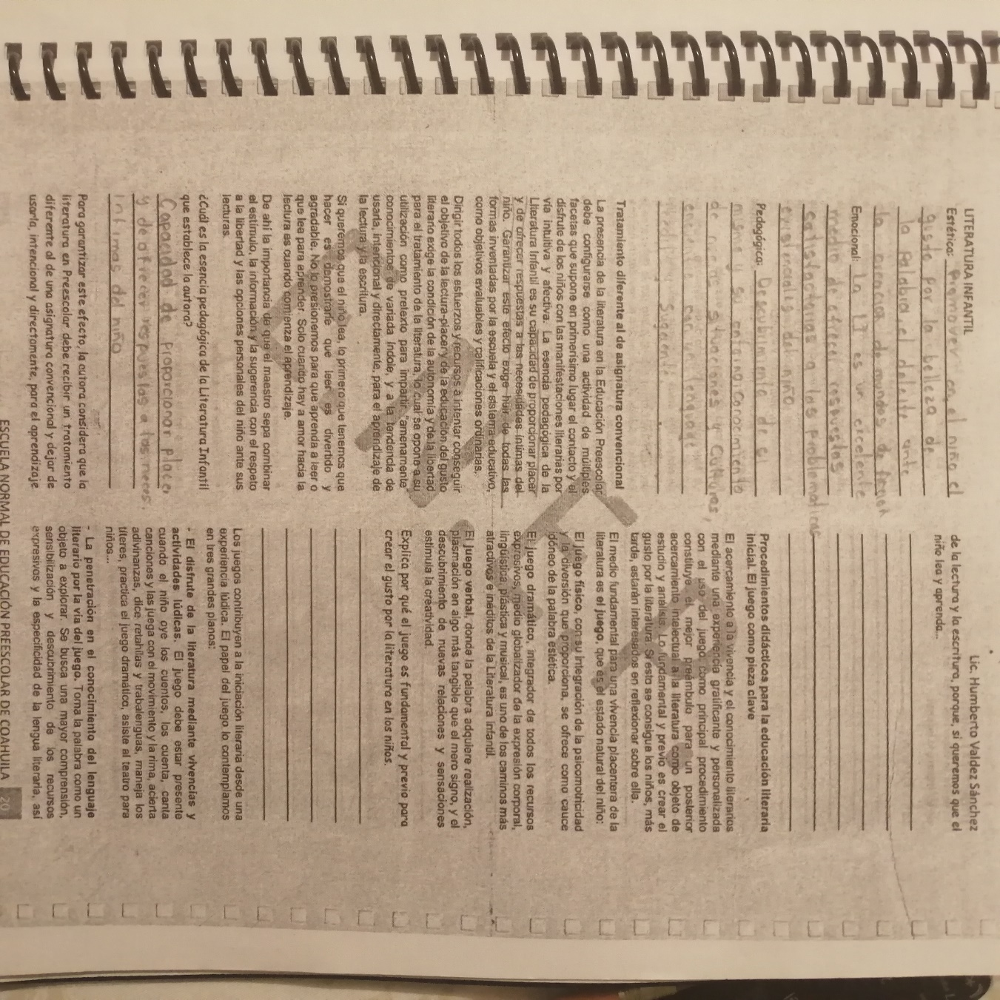 LITERATURA INFANTIL
Lic. Humberto Valdez Sánchez
Estética: Promover en el niño el
guste por la belleza de
la palabra el deleite ante
la creación de mundos de ficción
Emocional: La LI es un excelente
medio de ofrecer respuestas
satisfactorias a las problematicas
existenciales del niño
Pedagógica: Descubrimiento de si
mismo y su entorno, conocimiento
de nuevas situaciones y culturas,
con un lenguaje
sugerente
Tratamiento diferente al de asignatura convencional
La presencia de la literatura en la Educación Preescolar
debe configurarse como una actividad de múltiples
facetas que supone en primerísimo lugar el contacto y el
disfrute de los niños con las manifestaciones literarias por
vía intuitiva y afectiva. La esencia pedagógica de la
Literatura Infantil es su capacidad de proporcionar placer
y de ofrecer respuestas a las necesidades íntimas del
niño. Garantizar este efecto exige huir de todas las
formas inventadas por la escuela y el sistema educativo,
como objetivos evaluables y calificaciones ordinarias.
Dirigir todos los esfuerzos y recursos a intentar conseguir
el objetivo de la lectura-placer y de la educación del gusto
literario exige la condición de la autonomía y de la libertad
para el tratamiento de la literatura, lo cual se opone a su
utilización, como pretexto para impartir "amenamente"
conocimientos de variada índole, y a la tendencia de
usarla, intencional y directamente, para el aprendizaje de
la lectura y la escritura.
Si queremos que el niño lea, lo primero que tenemos que
hacer es demostrarle que leer es divertido y
agradable. No lo presionemos para que aprenda a leer o
que lea para aprender. Solo cuando hay a amor hacia la
lectura es cuando comienza el aprendizaje.
De ahí la importancia de que el maestro sepa combinar
el estímulo, la información y la sugerencia con el respeto
a la libertad y las opciones personales del niño ante sus
lecturas.
¿Cuál es la esencia pedagógica de la Literatura Infantil
que establece la autora?
Capacidad de proporcionar placer
y de ofrecer respuestas a las neces.
intimas del niño
Para garantizar este efecto, la autora considera que la
literatura en Preescolar debe recibir un tratamiento
diferente al de una asignatura convencional y dejar de
usarla, intencional y directamente, para el aprendizaje
de la lectura y la escritura, porque, si queremos que el
niño lea y aprenda...
Procedimientos didácticos para la educación literaria
inicial. El juego como pieza clave
El acercamiento a la vivencia y el conocimiento literarios
mediante una experiencia gratificante y personalizada
con el uso del juego como principal procedimiento
constituye el mejor preámbulo para un posterior
acercamiento intelectual a la literatura como objeto de
estudio y análisis. Lo fundamental y previo es crear el
gusto por la literatura. Si esto se consigue los niños, más
tarde, estarán interesados en reflexionar sobre ella.
El medio fundamental para una vivencia placentera de la
literatura es el juego, que es el estado natural del niño:
El juego físico, con su integración de la psicomotricidad
y la diversión que proporciona, se ofrece como cauce
idóneo de la palabra estética.
El juego dramático, integrador de todos los recursos
expresivos, medio globalizador de la expresión corporal,
lingüística, plástica y musical, es uno de los caminos más
atractivos e inéditos de la Literatura Infantil.
El juego verbal, donde la palabra adquiere realización,
plasmación en algo más tangible que el mero signo, y el
descubrimiento de nuevas relaciones y sensaciones
estimula la creatividad.
Explica por qué el juego es fundamental y previo para
crear el gusto por la literatura en los niños.
Los juegos contribuyen a la iniciación literaria desde una
experiencia lúdica. El papel del juego lo contemplamos
en tres grandes planos:
- El disfrute de la literatura mediante vivencias y
actividades lúdicas. El juego debe estar presente
cuando el niño oye los cuentos, los cuenta, canta
canciones y las juega con el movimiento y la rima, acierta
adivinanzas, dice retahílas y trabalenguas, maneja los
títeres, practica el juego dramático, asiste al teatro para
niños...
- La penetración en el conocimiento del lenguaje
literario por la vía del juego. Toma la palabra como un
objeto a explorar. Se busca una mayor comprensión,
sensibilización y descubrimiento de los recursos
expresivos y la especificidad de la lengua literaria, así
ESCUELA NORMAL DE EDUCACIÓN PREESCOLAR DE COAHUILA 20